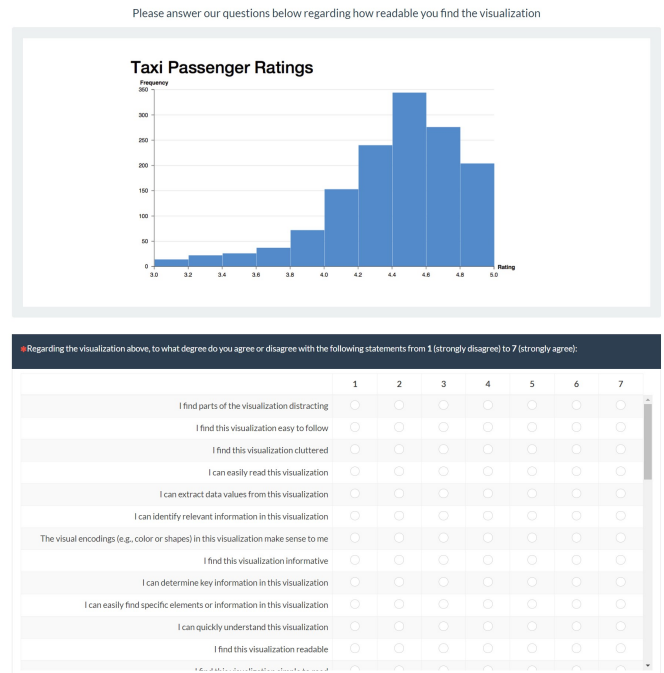 Please answer our questions below regarding how readable you find the visualization
Taxi Passenger Ratings
Frequency
350
300
250
200
150
100
50
0
3.0 3.2 3.4 3.6 3.8 4.0 4.2 4.4 4.6 4.8 5.0
Rating
*Regarding the visualization above, to what degree do you agree or disagree with the following statements from 1 (strongly disagree) to 7 (strongly agree):
1 2 3 4 5 6 7
I find parts of the visualization distracting
I find this visualization easy to follow
I find this visualization cluttered
I can easily read this visualization
I can extract data values from this visualization
I can identify relevant information in this visualization
The visual encodings (e.g., color or shapes) in this visualization make sense to me
I find this visualization informative
I can determine key information in this visualization
I can easily find specific elements or information in this visualization
I can quickly understand this visualization
I find this visualization readable